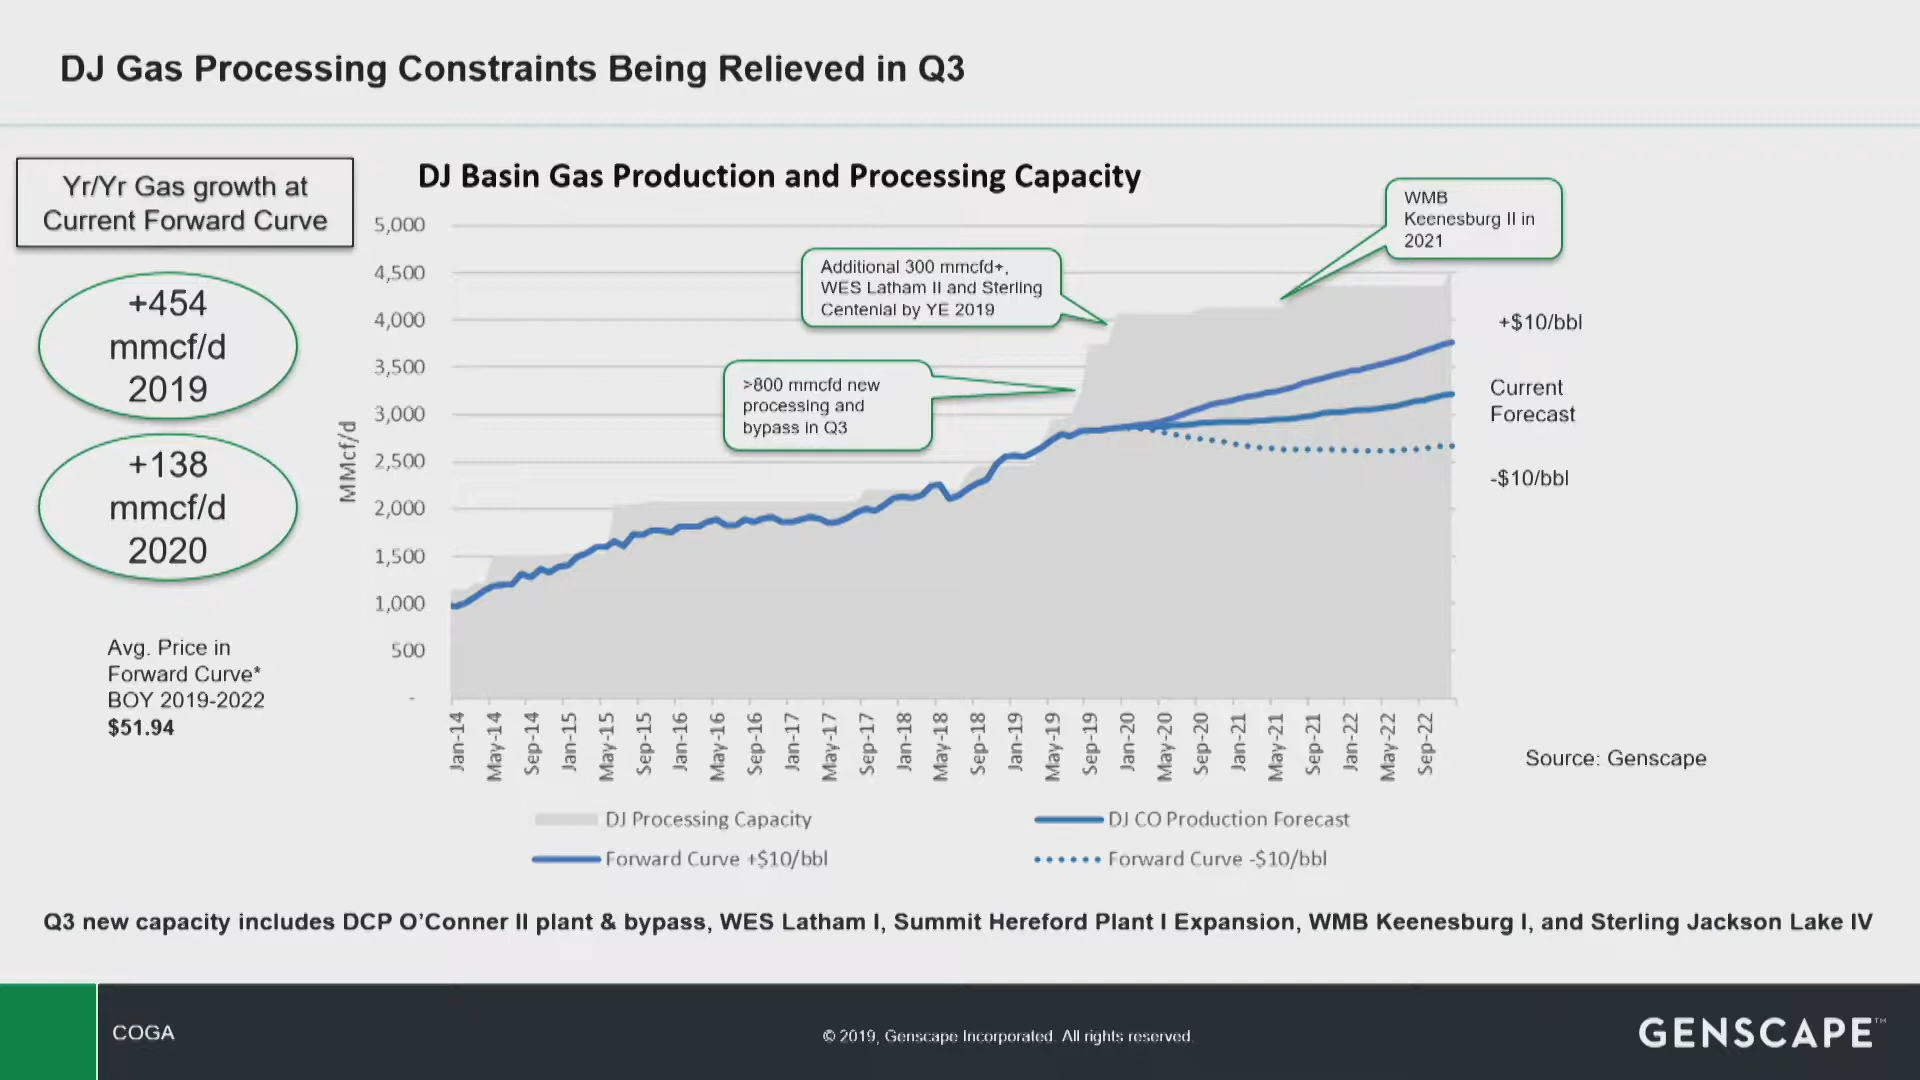 DJ Gas Processing Constraints Being Relieved in Q3
Yr/Yr Gas growth at
Current Forward Curve
+454
mmcf/d
2019
+138
mmcf/d
2020
Avg. Price in
Forward Curve*
BOY 2019-2022
$51.94
DJ Basin Gas Production and Processing Capacity
MMcf/d
5,000
4,500
4,000
3,500
3,000
2,500
2,000
1,500
1,000
500
-
Additional 300 mmcfd+,
WES Latham II and Sterling
Centenial by YE 2019
>800 mmcfd new
processing and
bypass in Q3
WMB
Keenesburg II in
2021
+$10/bbl
Current
Forecast
-$10/bbl
Jan-14
May-14
Sep-14
Jan-15
May-15
Sep-15
Jan-16
May-16
Sep-16
Jan-17
May-17
Sep-17
Jan-18
May-18
Sep-18
Jan-19
May-19
Sep-19
Jan-20
May-20
Sep-20
Jan-21
May-21
Sep-21
Jan-22
May-22
Sep-22
Source: Genscape
DJ Processing Capacity
DJ CO Production Forecast
Forward Curve +$10/bbl
Forward Curve -$10/bbl
Q3 new capacity includes DCP O’Conner II plant & bypass, WES Latham I, Summit Hereford Plant I Expansion, WMB Keenesburg I, and Sterling Jackson Lake IV
COGA
© 2019, Genscape Incorporated. All rights reserved.
GENSCAPE™